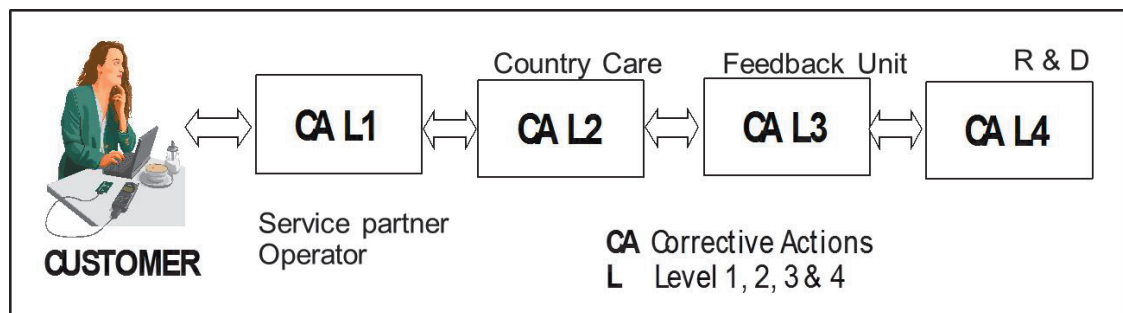 Country Care
Feedback Unit
R & D
CA L1
CA L2
CA L3
CA L4
Service partner
Operator
CUSTOMER
CA Corrective Actions
L Level 1, 2, 3 & 4